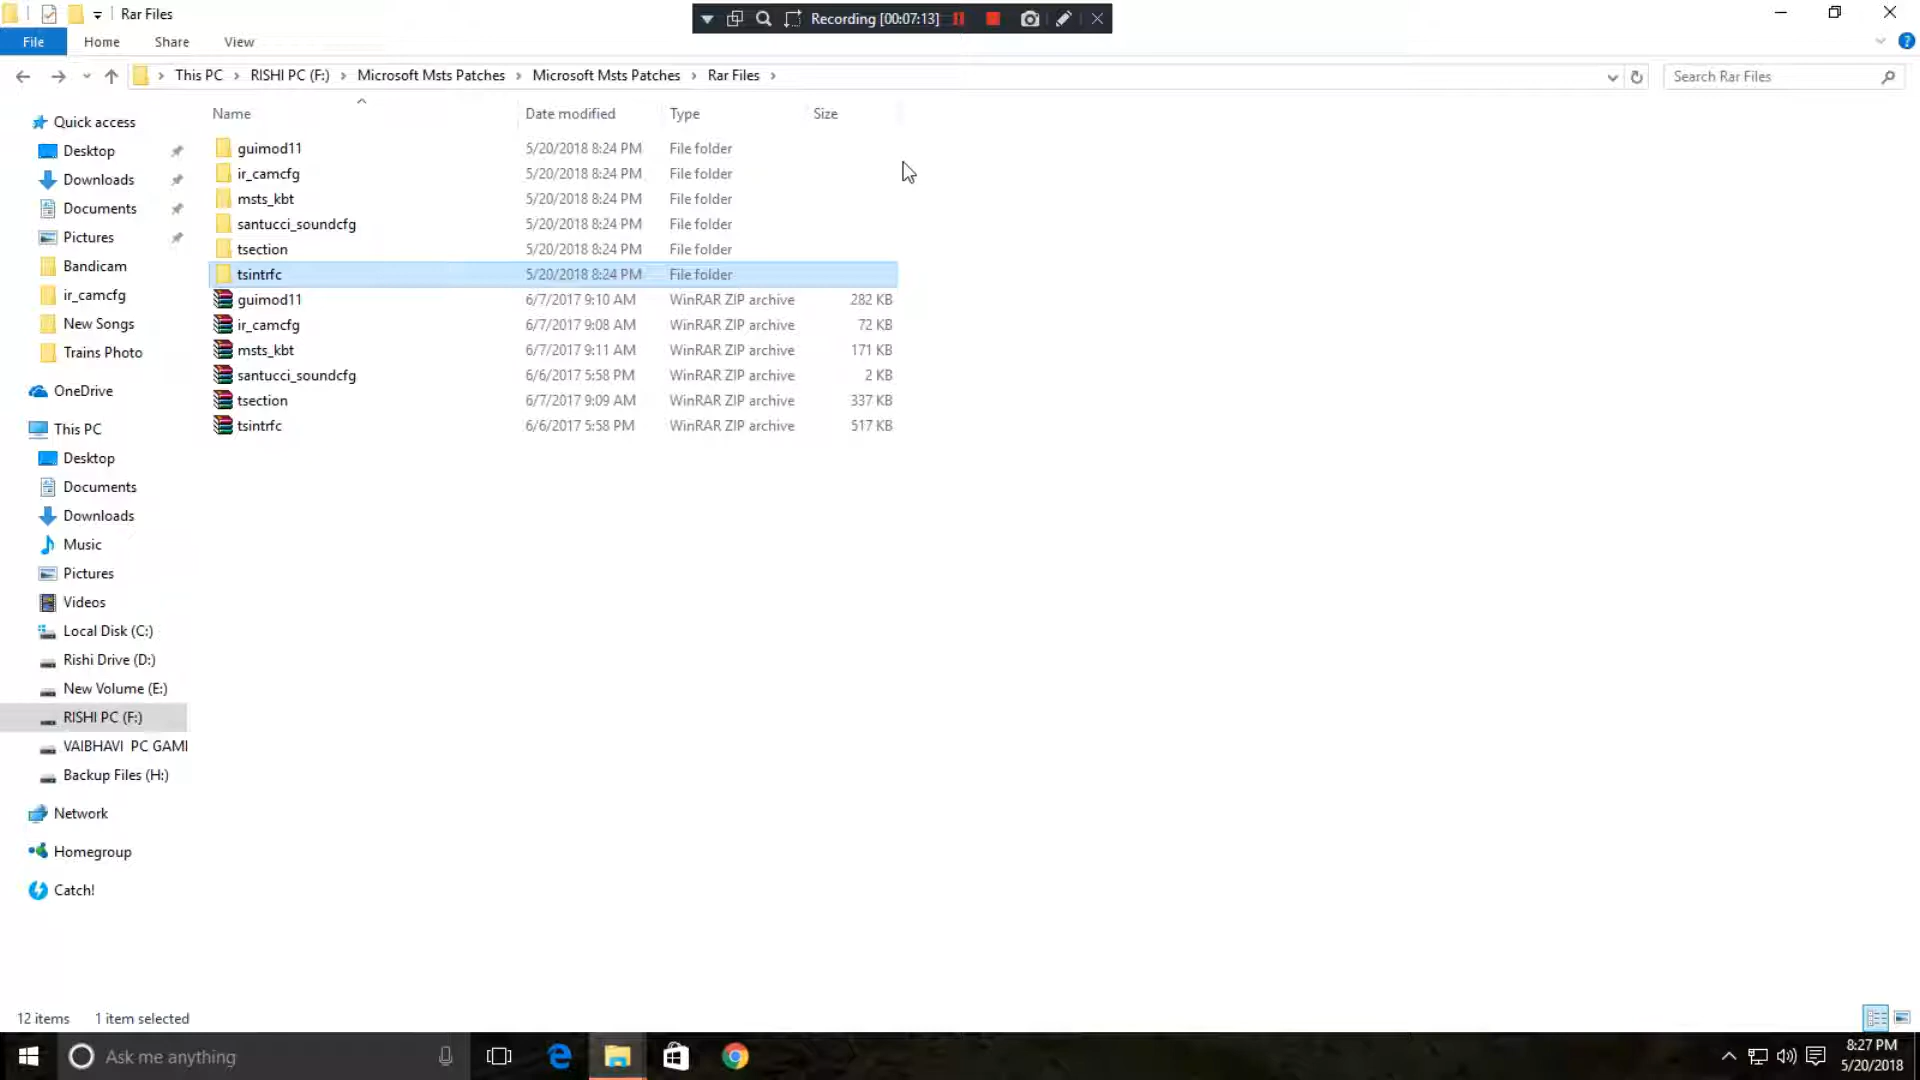 Rar Files
Recording [00:07:13]
File Home Share View
?
This PC > RISHI PC (F:) > Microsoft Msts Patches > Microsoft Msts Patches > Rar Files >
Search Rar Files
Name Date modified Type Size
Quick access
Desktop
Downloads
Documents
Pictures
Bandicam
ir_camcfg
New Songs
Trains Photo
OneDrive
This PC
Desktop
Documents
Downloads
Music
Pictures
Videos
Local Disk (C:)
Rishi Drive (D:)
New Volume (E:)
RISHI PC (F:)
VAIBHAVI PC GAMI
Backup Files (H:)
Network
Homegroup
Catch!
guimod11 5/20/2018 8:24 PM File folder
ir_camcfg 5/20/2018 8:24 PM File folder
msts_kbt 5/20/2018 8:24 PM File folder
santucci_soundcfg 5/20/2018 8:24 PM File folder
tsection 5/20/2018 8:24 PM File folder
tsintrfc 5/20/2018 8:24 PM File folder
guimod11 6/7/2017 9:10 AM WinRAR ZIP archive 282 KB
ir_camcfg 6/7/2017 9:08 AM WinRAR ZIP archive 72 KB
msts_kbt 6/7/2017 9:11 AM WinRAR ZIP archive 171 KB
santucci_soundcfg 6/6/2017 5:58 PM WinRAR ZIP archive 2 KB
tsection 6/7/2017 9:09 AM WinRAR ZIP archive 337 KB
tsintrfc 6/6/2017 5:58 PM WinRAR ZIP archive 517 KB
12 items 1 item selected
Ask me anything
8:27 PM
5/20/2018